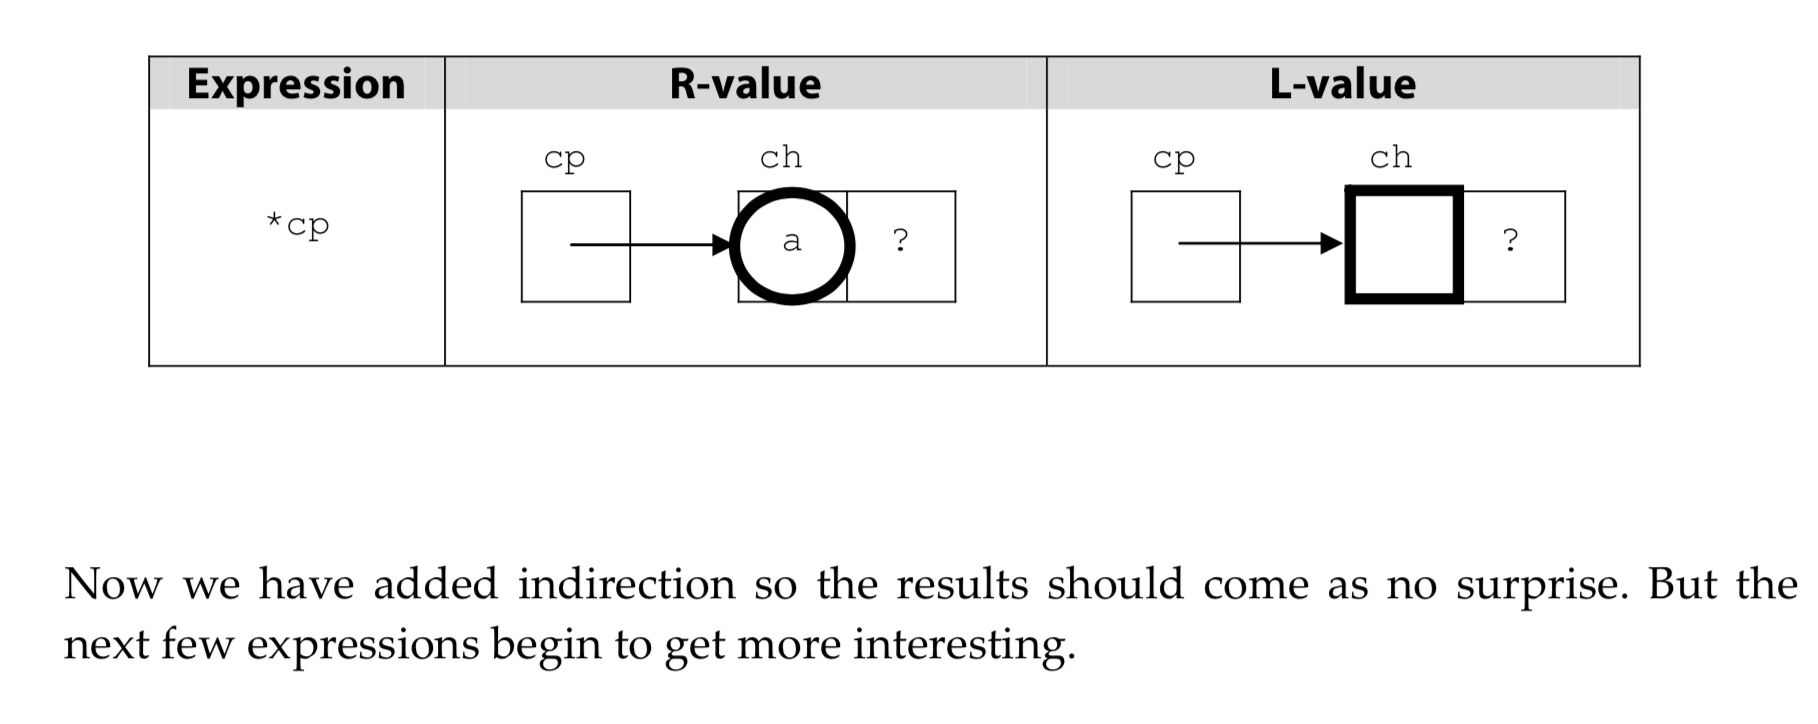 Expression R-value L-value
cp ch cp ch
*cp a ? ?
Now we have added indirection so the results should come as no surprise. But the
next few expressions begin to get more interesting.